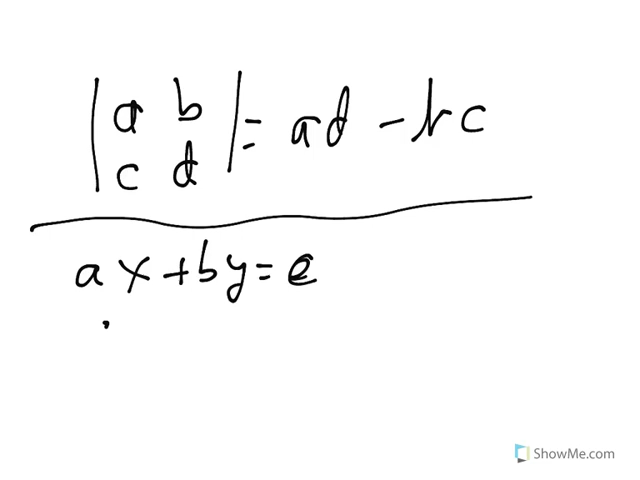 |a b| = ad - bc
|c d|
ax + by = e
ShowMe.com